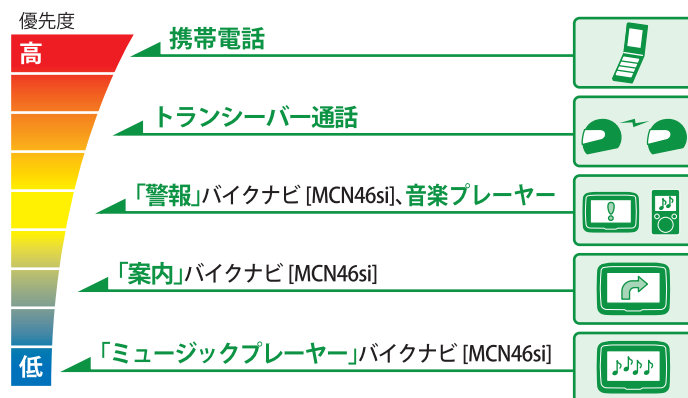 優先度
高
携帯電話
トランシーバー通話
「警報」バイクナビ [MCN46si]、音楽プレーヤー
「案内」バイクナビ [MCN46si]
低
「ミュージックプレーヤー」バイクナビ [MCN46si]